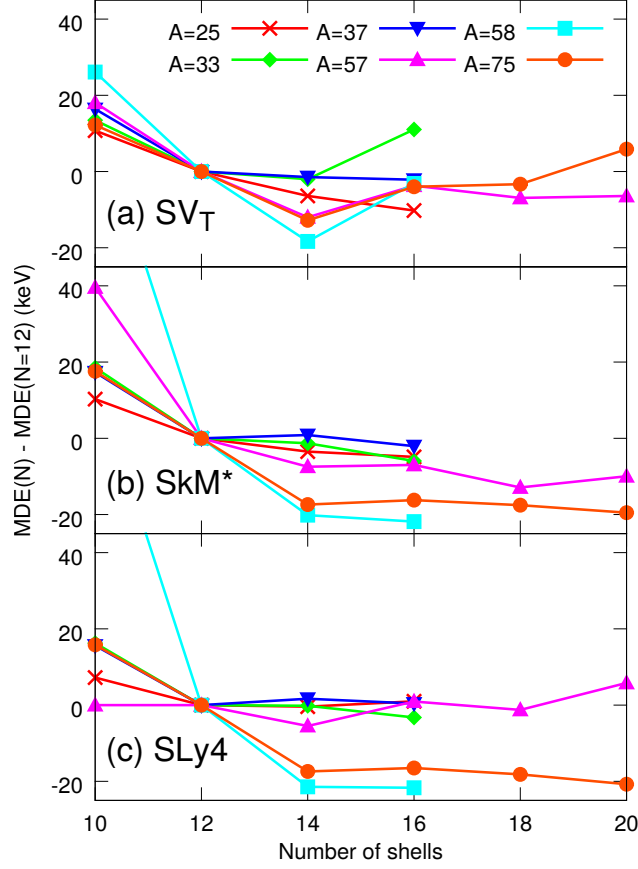 40
20
0
-20
A=25 A=37 A=58
A=33 A=57 A=75
(a) SV_T
40
20
0
-20
(b) SkM*
40
20
0
-20
(c) SLy4
10 12 14 16 18 20
Number of shells
MDE(N) - MDE(N=12) (keV)